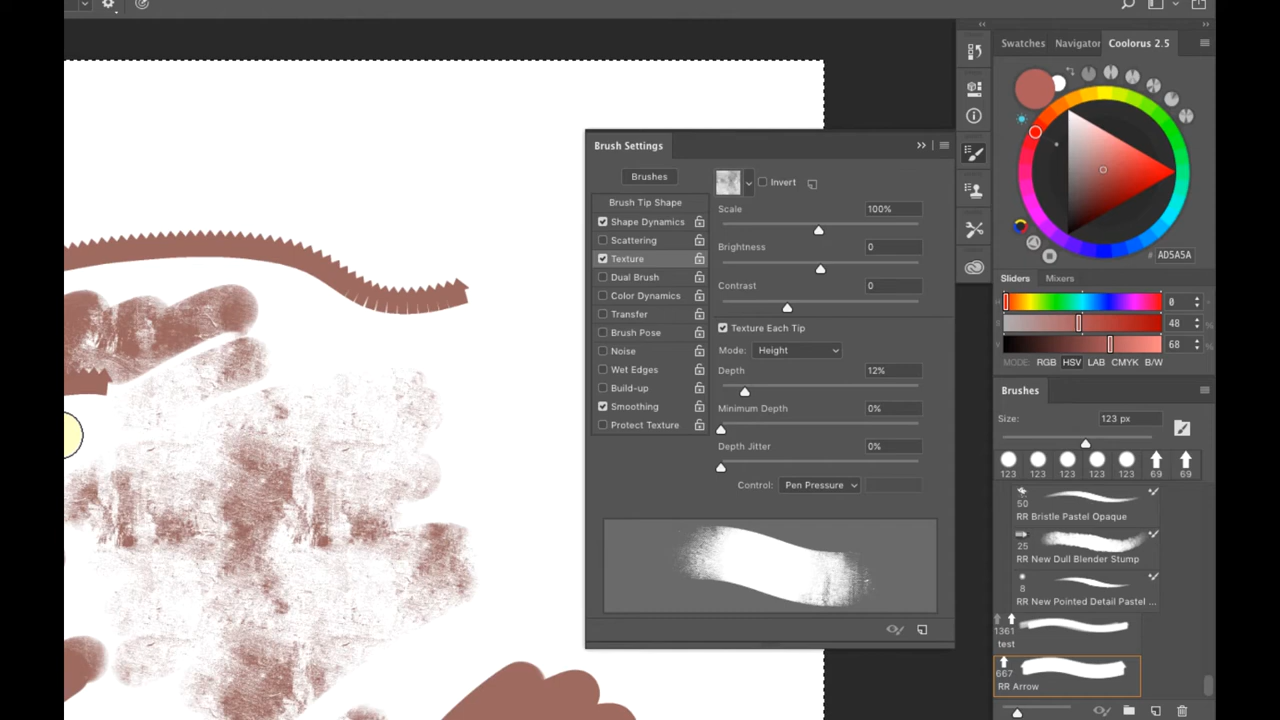 Swatches Navigator Coolorus 2.5
# AD5A5A
Sliders Mixers
H 0 °
48 %
V 68 %
MODE: RGB HSV LAB CMYK B/W
Brushes
Size: 123 px
123 123 123 123 123 69 69
50
RR Bristle Pastel Opaque
25
RR New Dull Blender Stump
8
RR New Pointed Detail Pastel ...
1361
test
667
RR Arrow
Brush Settings
Brushes
Brush Tip Shape
Shape Dynamics
Scattering
Texture
Dual Brush
Color Dynamics
Transfer
Brush Pose
Noise
Wet Edges
Build-up
Smoothing
Protect Texture
Invert
Scale 100%
Brightness 0
Contrast 0
Texture Each Tip
Mode: Height
Depth 12%
Minimum Depth 0%
Depth Jitter 0%
Control: Pen Pressure